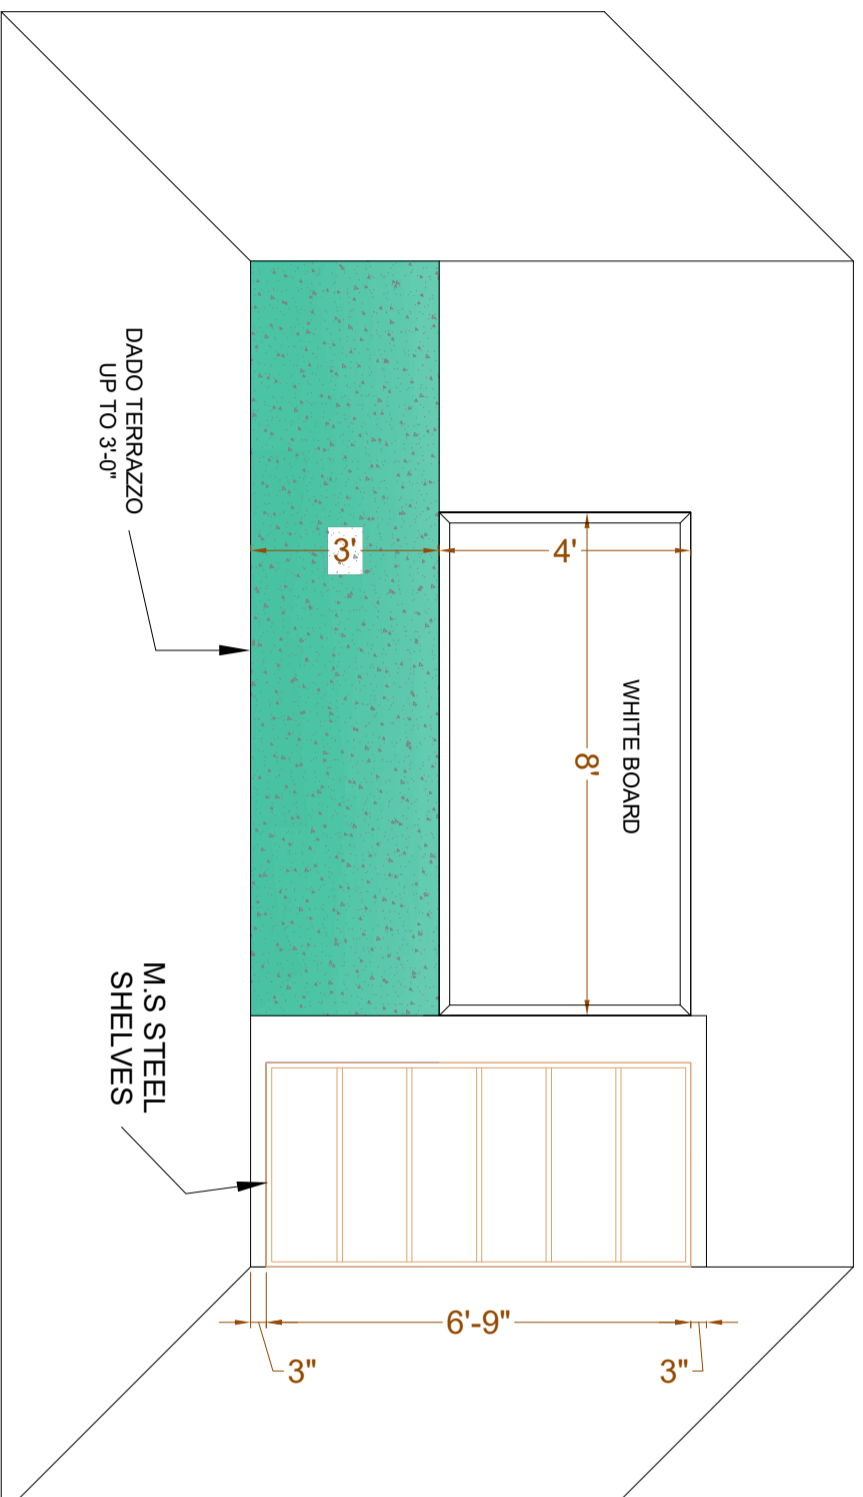 WHITE BOARD
8'
4'
3'
DADO TERRAZZO
UP TO 3'-0"
M.S STEEL
SHELVES
3"
6'-9"
3"